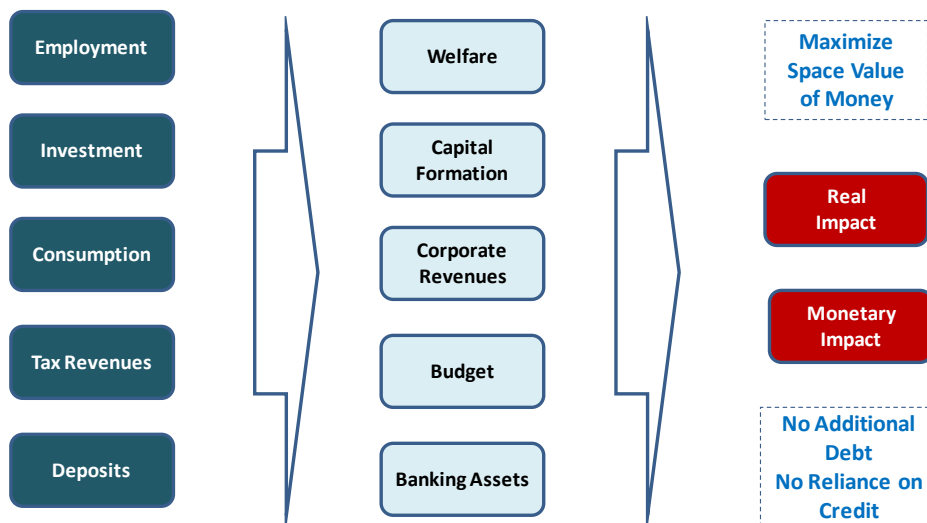 Employment
Investment
Consumption
Tax Revenues
Deposits
Welfare
Capital
Formation
Corporate
Revenues
Budget
Banking Assets
Maximize
Space Value
of Money
Real
Impact
Monetary
Impact
No Additional
Debt
No Reliance on
Credit